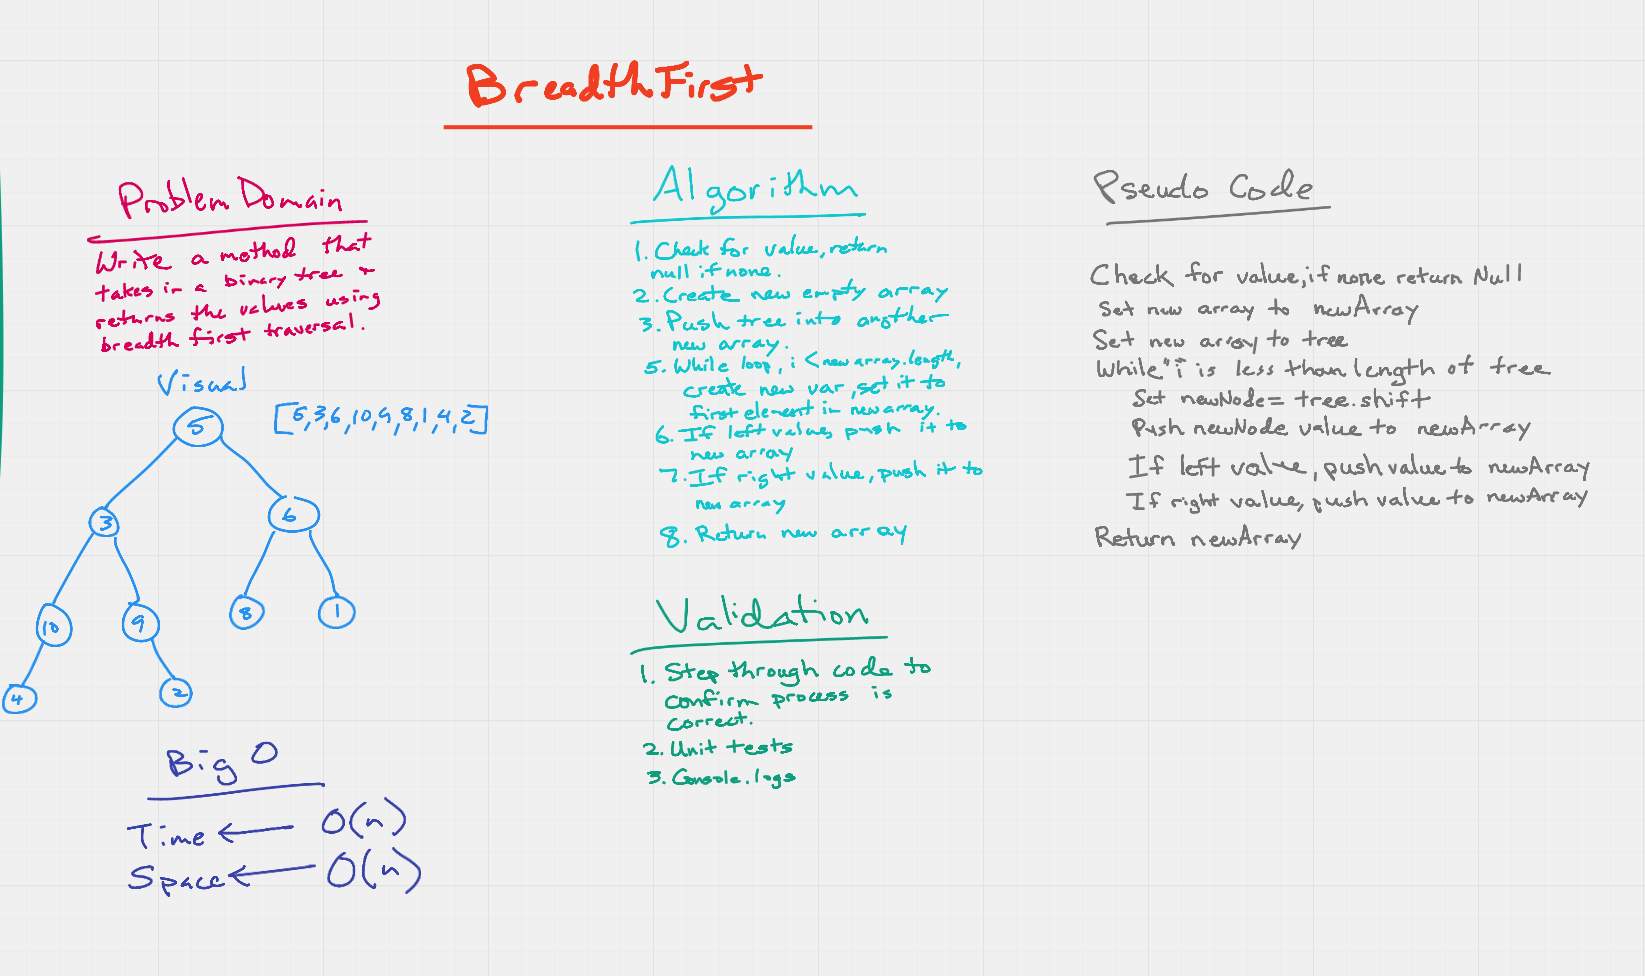 BreadthFirst
Problem Domain
Write a method that
takes in a binary tree +
returns the values using
breadth first traversal.
Visual
[5,3,6,10,9,8,1,4,2]
5
3
6
10
9
8
1
4
2
Big O
Time ← O(n)
Space ← O(n)
Algorithm
1. Check for value, return
null if none.
2. Create new empty array
3. Push tree into another
new array.
5. While loop, i < new array.length,
create new var, set it to
first element in new array.
6. If left value, push it to
new array
7. If right value, push it to
new array
8. Return new array
Validation
1. Step through code to
confirm process is
correct.
2. Unit tests
3. Console.logs
Pseudo Code
Check for value, if none return Null
Set new array to newArray
Set new array to tree
While "i" is less than length of tree
Set newNode = tree.shift
Push newNode value to newArray
If left value, push value to newArray
If right value, push value to newArray
Return newArray